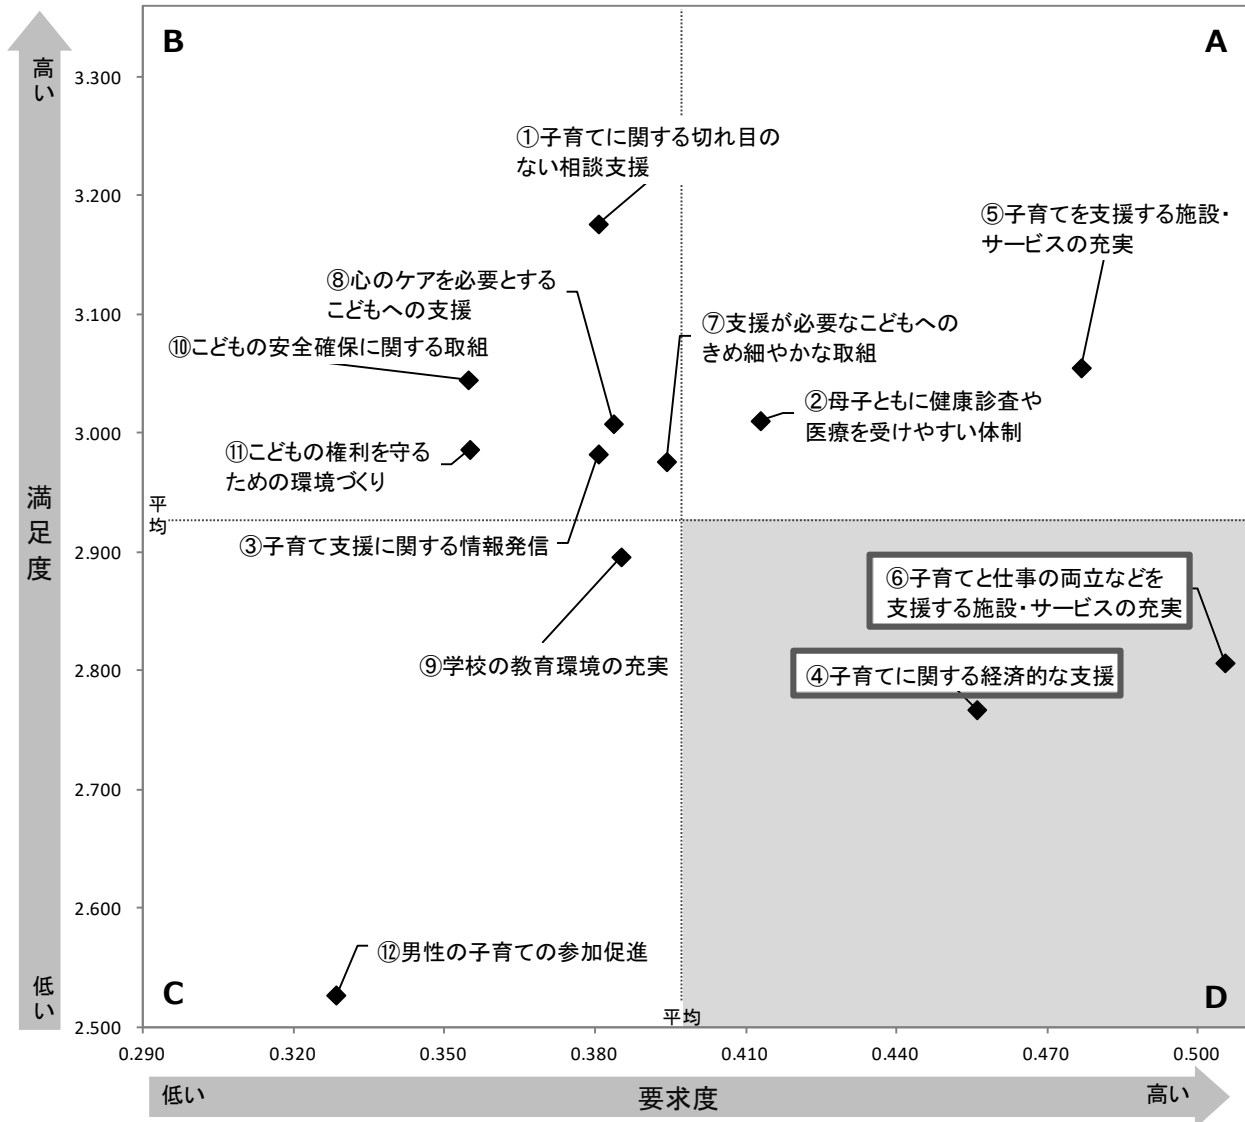 B
A
高い
3.300
①子育てに関する切れ目の
ない相談支援
3.200
⑤子育てを支援する施設・
サービスの充実
⑧心のケアを必要とする
こどもへの支援
3.100
⑦支援が必要なこどもへの
きめ細やかな取組
⑩こどもの安全確保に関する取組
②母子ともに健康診査や
医療を受けやすい体制
3.000
⑪こどもの権利を守る
ための環境づくり
満足度
平均
③子育て支援に関する情報発信
2.900
⑥子育てと仕事の両立などを
支援する施設・サービスの充実
⑨学校の教育環境の充実
2.800
④子育てに関する経済的な支援
2.700
2.600
⑫男性の子育ての参加促進
低い
C
D
平均
2.500
0.290
0.320
0.350
0.380
0.410
0.440
0.470
0.500
低い
要求度
高い